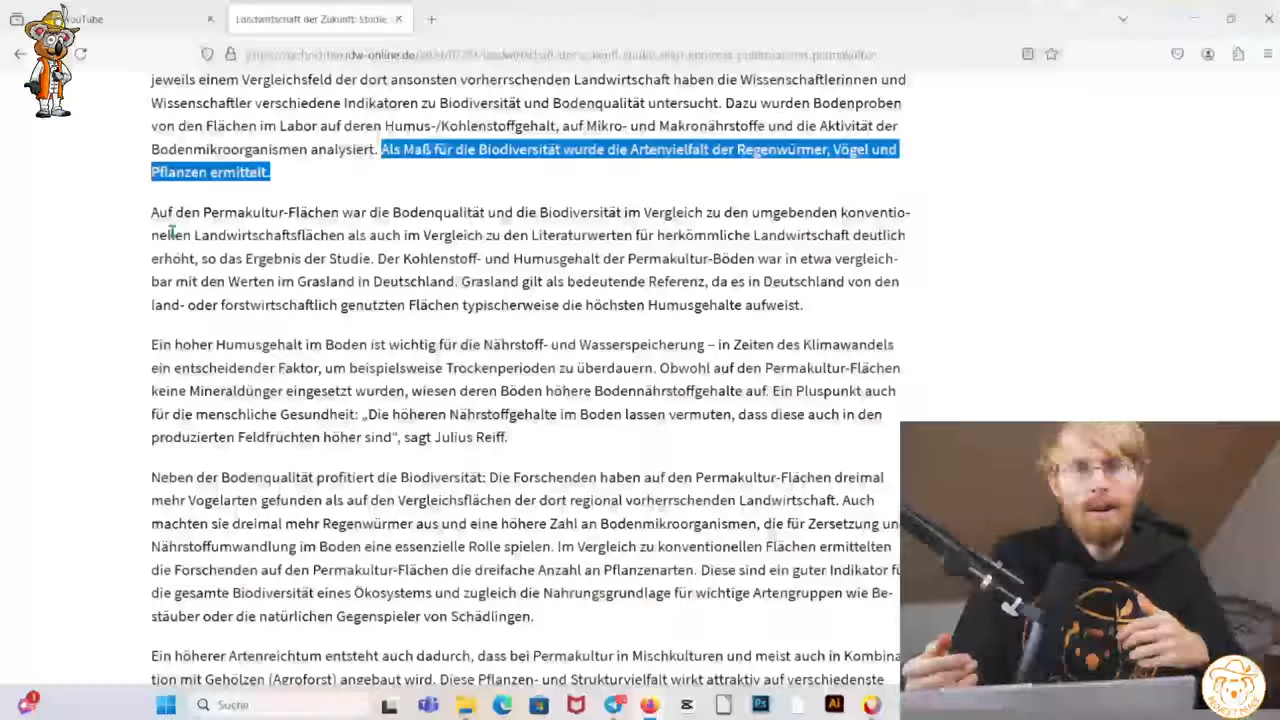 YouTube
Landwirtschaft der Zukunft: Studie
jeweils einem Vergleichsfeld der dort ansonsten vorherrschenden Landwirtschaft haben die Wissenschaftlerinnen und
Wissenschaftler verschiedene Indikatoren zu Biodiversität und Bodenqualität untersucht. Dazu wurden Bodenproben
von den Flächen im Labor auf deren Humus-/Kohlenstoffgehalt, auf Mikro- und Makronährstoffe und die Aktivität der
Bodenmikroorganismen analysiert. Als Maß für die Biodiversität wurde die Artenvielfalt der Regenwürmer, Vögel und
Pflanzen ermittelt.
Auf den Permakultur-Flächen war die Bodenqualität und die Biodiversität im Vergleich zu den umgebenden konventio-
nellen Landwirtschaftsflächen als auch im Vergleich zu den Literaturwerten für herkömmliche Landwirtschaft deutlich
erhöht, so das Ergebnis der Studie. Der Kohlenstoff- und Humusgehalt der Permakultur-Böden war in etwa vergleich-
bar mit den Werten im Grasland in Deutschland. Grasland gilt als bedeutende Referenz, da es in Deutschland von den
land- oder forstwirtschaftlich genutzten Flächen typischerweise die höchsten Humusgehalte aufweist.
Ein hoher Humusgehalt im Boden ist wichtig für die Nährstoff- und Wasserspeicherung – in Zeiten des Klimawandels
ein entscheidender Faktor, um beispielsweise Trockenperioden zu überdauern. Obwohl auf den Permakultur-Flächen
keine Mineraldünger eingesetzt wurden, wiesen deren Böden höhere Bodennährstoffgehalte auf. Ein Pluspunkt auch
für die menschliche Gesundheit: „Die höheren Nährstoffgehalte im Boden lassen vermuten, dass diese auch in den
produzierten Feldfrüchten höher sind“, sagt Julius Reiff.
Neben der Bodenqualität profitiert die Biodiversität: Die Forschenden haben auf den Permakultur-Flächen dreimal
mehr Vogelarten gefunden als auf den Vergleichsflächen der dort regional vorherrschenden Landwirtschaft. Auch
machten sie dreimal mehr Regenwürmer aus und eine höhere Zahl an Bodenmikroorganismen, die für Zersetzung un
Nährstoffumwandlung im Boden eine essenzielle Rolle spielen. Im Vergleich zu konventionellen Flächen ermittelten
die Forschenden auf den Permakultur-Flächen die dreifache Anzahl an Pflanzenarten. Diese sind ein guter Indikator fü
die gesamte Biodiversität eines Ökosystems und zugleich die Nahrungsgrundlage für wichtige Artengruppen wie Be-
stäuber oder die natürlichen Gegenspieler von Schädlingen.
Ein höherer Artenreichtum entsteht auch dadurch, dass bei Permakultur in Mischkulturen und meist auch in Kombina
tion mit Gehölzen (Agroforst) angebaut wird. Diese Pflanzen- und Strukturvielfalt wirkt attraktiv auf verschiedenste
Suche
Ps
Ai